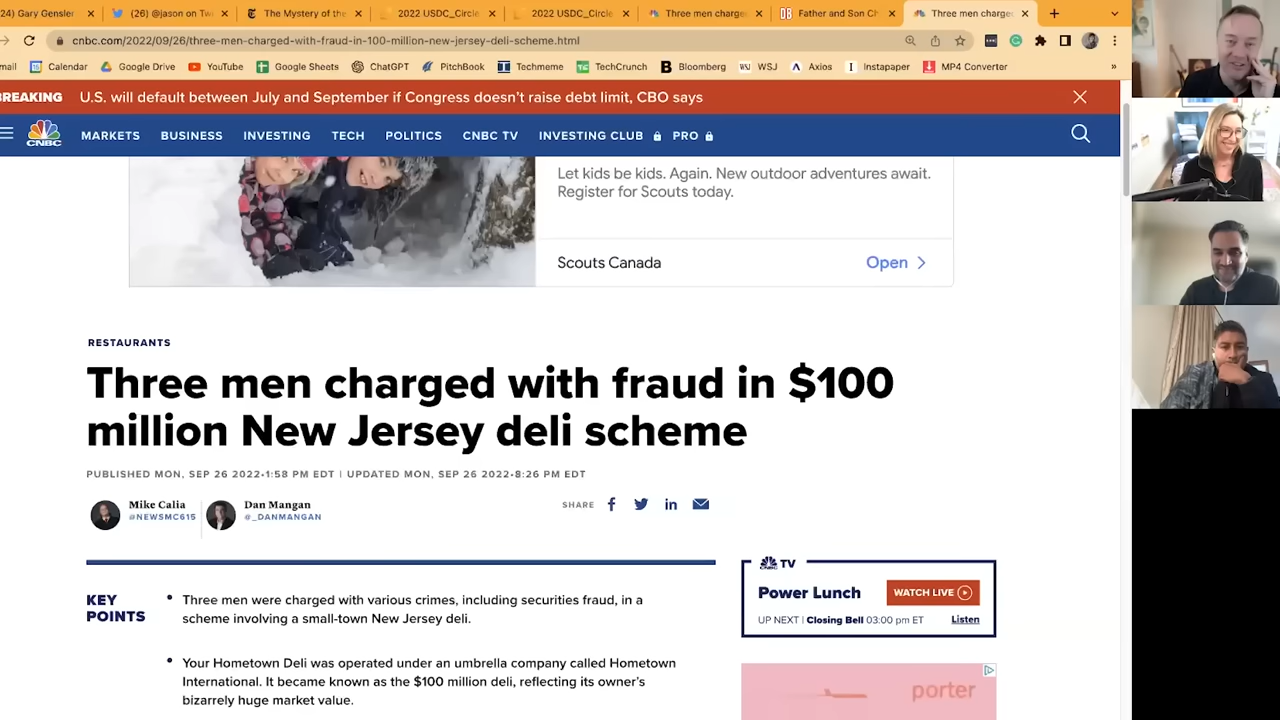 24) Gary Gensler
(26) @jason on Tw
The Mystery of the
2022 USDC_Circle
2022 USDC_Circle
Three men charge
Father and Son Ch
Three men charge
cnbc.com/2022/09/26/three-men-charged-with-fraud-in-100-million-new-jersey-deli-scheme.html
mail Calendar Google Drive YouTube Google Sheets ChatGPT PitchBook Techmeme TechCrunch Bloomberg WSJ Axios Instapaper MP4 Converter »
BREAKING U.S. will default between July and September if Congress doesn't raise debt limit, CBO says
CNBC MARKETS BUSINESS INVESTING TECH POLITICS CNBC TV INVESTING CLUB PRO
Let kids be kids. Again. New outdoor adventures await.
Register for Scouts today.
Scouts Canada Open
RESTAURANTS
Three men charged with fraud in $100
million New Jersey deli scheme
PUBLISHED MON, SEP 26 2022•1:58 PM EDT | UPDATED MON, SEP 26 2022•8:26 PM EDT
Mike Calia
@NEWSMC615
Dan Mangan
@_DANMANGAN
SHARE
KEY
POINTS
Three men were charged with various crimes, including securities fraud, in a
scheme involving a small-town New Jersey deli.
Your Hometown Deli was operated under an umbrella company called Hometown
International. It became known as the $100 million deli, reflecting its owner's
bizarrely huge market value.
CNBC TV
Power Lunch WATCH LIVE
UP NEXT | Closing Bell 03:00 pm ET Listen
porter